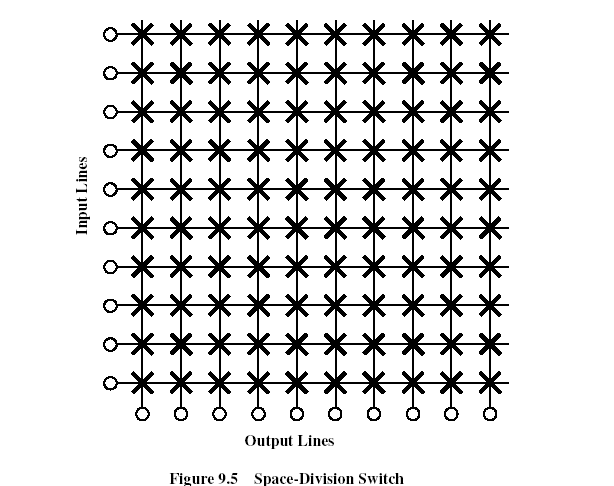 Input Lines
Output Lines
Figure 9.5 Space-Division Switch